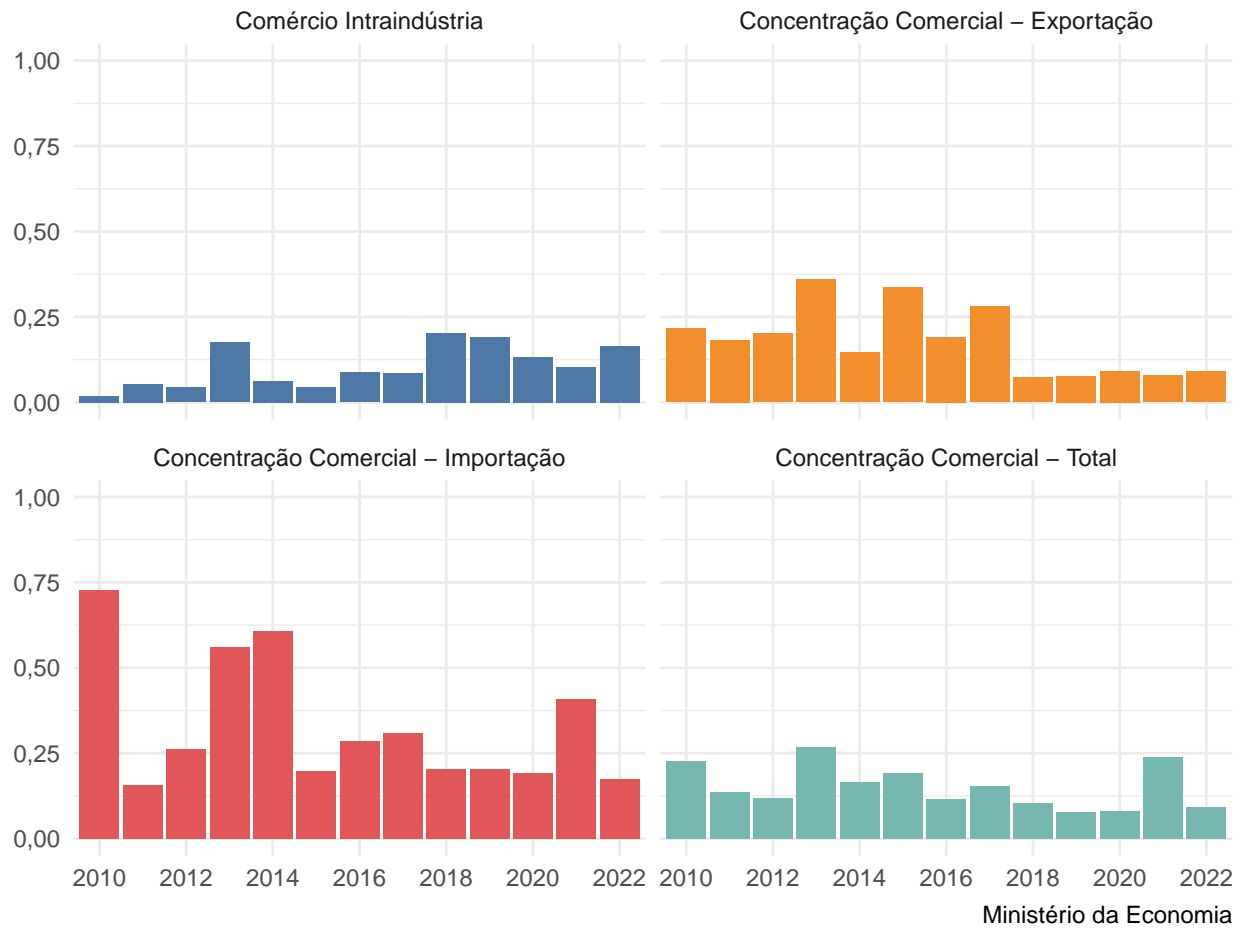 Comércio Intraindústria
Concentração Comercial – Exportação
1,00
0,75
0,50
0,25
0,00
Concentração Comercial – Importação
Concentração Comercial – Total
1,00
0,75
0,50
0,25
0,00
2010 2012 2014 2016 2018 2020 2022
2010 2012 2014 2016 2018 2020 2022
Ministério da Economia